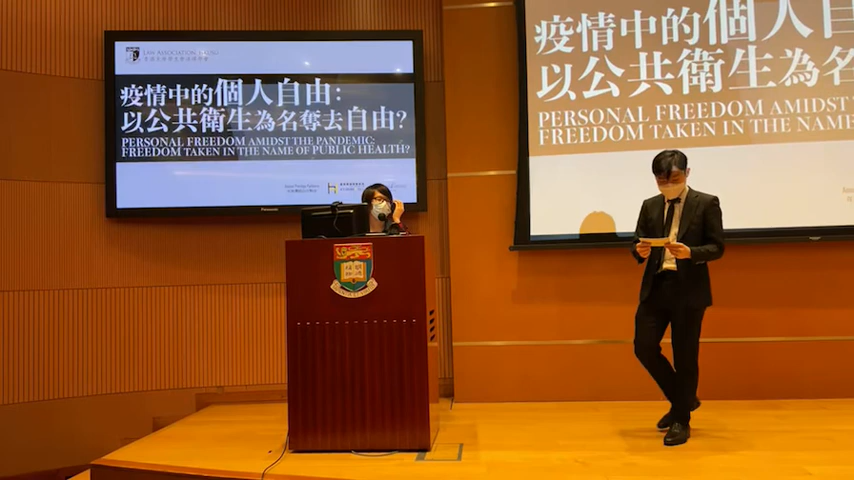 LAW ASSOCIATION
疫情中的個人自由:
以公共衛生為名奪去自由?
PERSONAL FREEDOM AMIDST THE PANDEMIC:
FREEDOM TAKEN IN THE NAME OF PUBLIC HEALTH?
Panasonic
疫情中的個人自
以公共衛生為名
PERSONAL FREEDOM AMIDST
FREEDOM TAKEN IN THE NAME